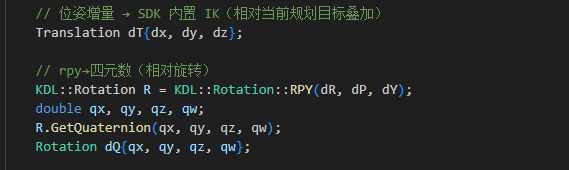 // 位姿增量 → SDK 内置 IK（相对当前规划目标叠加）
Translation dT{dx, dy, dz};
// rpy→四元数（相对旋转）
KDL::Rotation R = KDL::Rotation::RPY(dR, dP, dY);
double qx, qy, qz, qw;
R.GetQuaternion(qx, qy, qz, qw);
Rotation dQ{qx, qy, qz, qw};